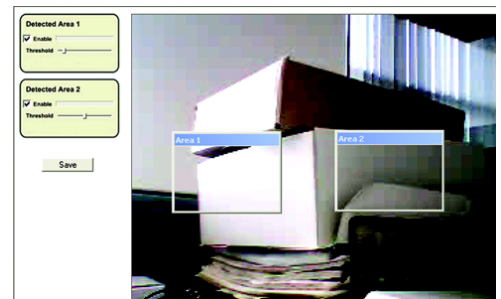 Detected Area 1
Enable
Threshold
Detected Area 2
Enable
Threshold
Save
Area 1
Area 2